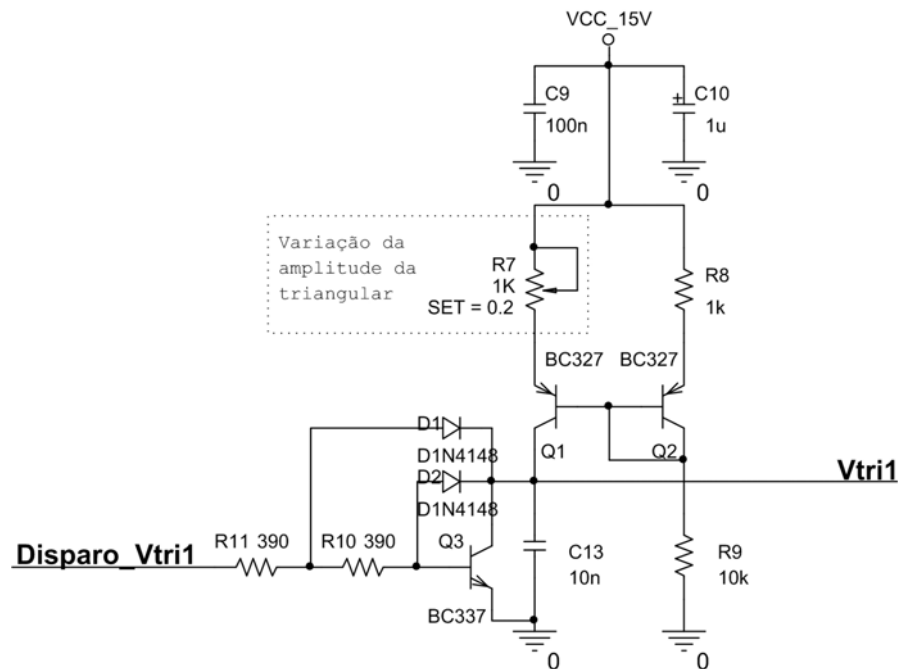 VCC_15V
C9
100n
+
C10
1u
0
0
Variação da
amplitude da
triangular
R7
1K
SET = 0.2
R8
1k
BC327
BC327
D1
D1N4148
Q1
Q2
D2
D1N4148
Vtri1
Disparo_Vtri1
R11 390
R10 390
Q3
C13
10n
R9
10k
BC337
0
0